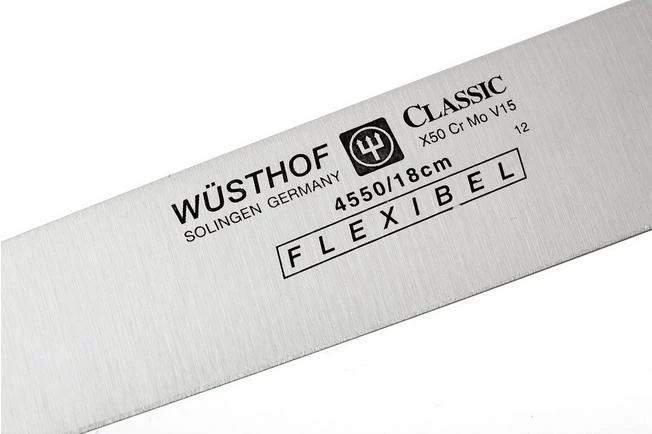 WÜSTHOF
SOLINGEN GERMANY
CLASSIC
X50 Cr Mo V15
12
4550/18cm
FLEXIBEL